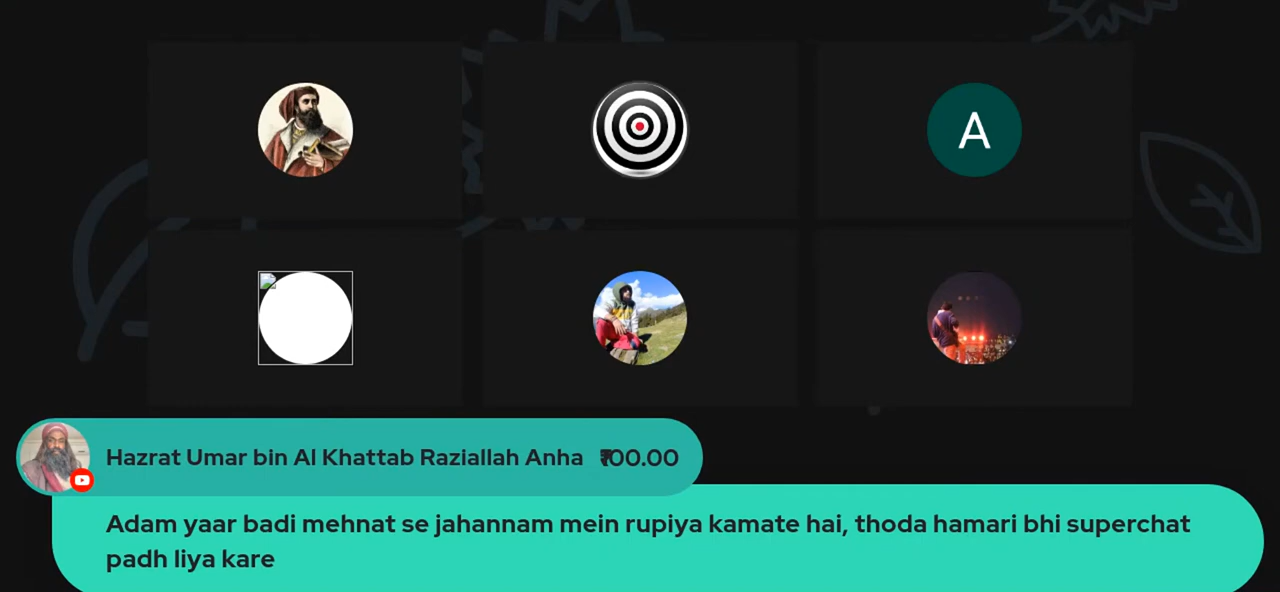 A
Hazrat Umar bin Al Khattab Raziallah Anha ₹100.00
Adam yaar badi mehnat se jahannam mein rupiya kamate hai, thoda hamari bhi superchat
padh liya kare